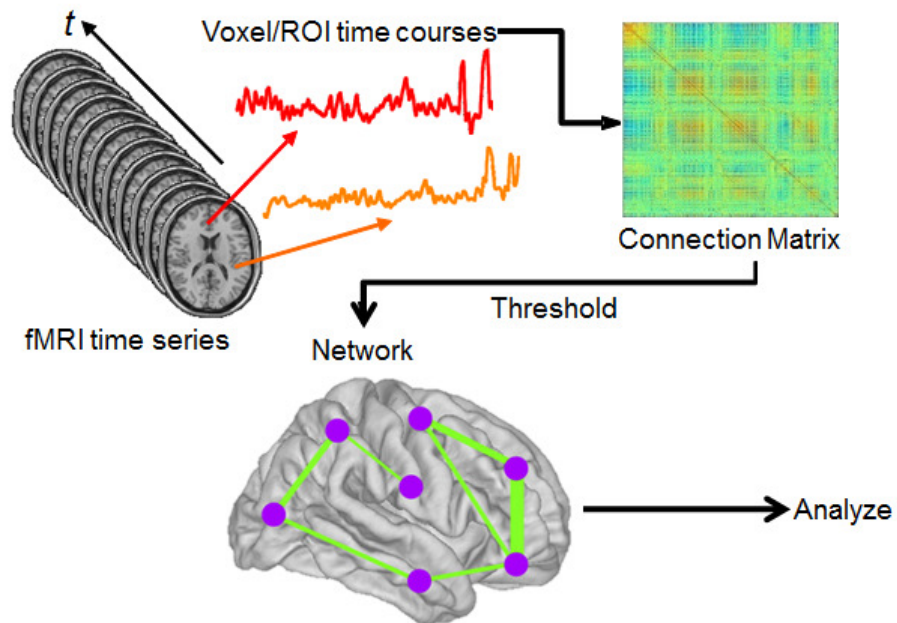 t
Voxel/ROI time courses
Connection Matrix
Threshold
fMRI time series
Network
Analyze